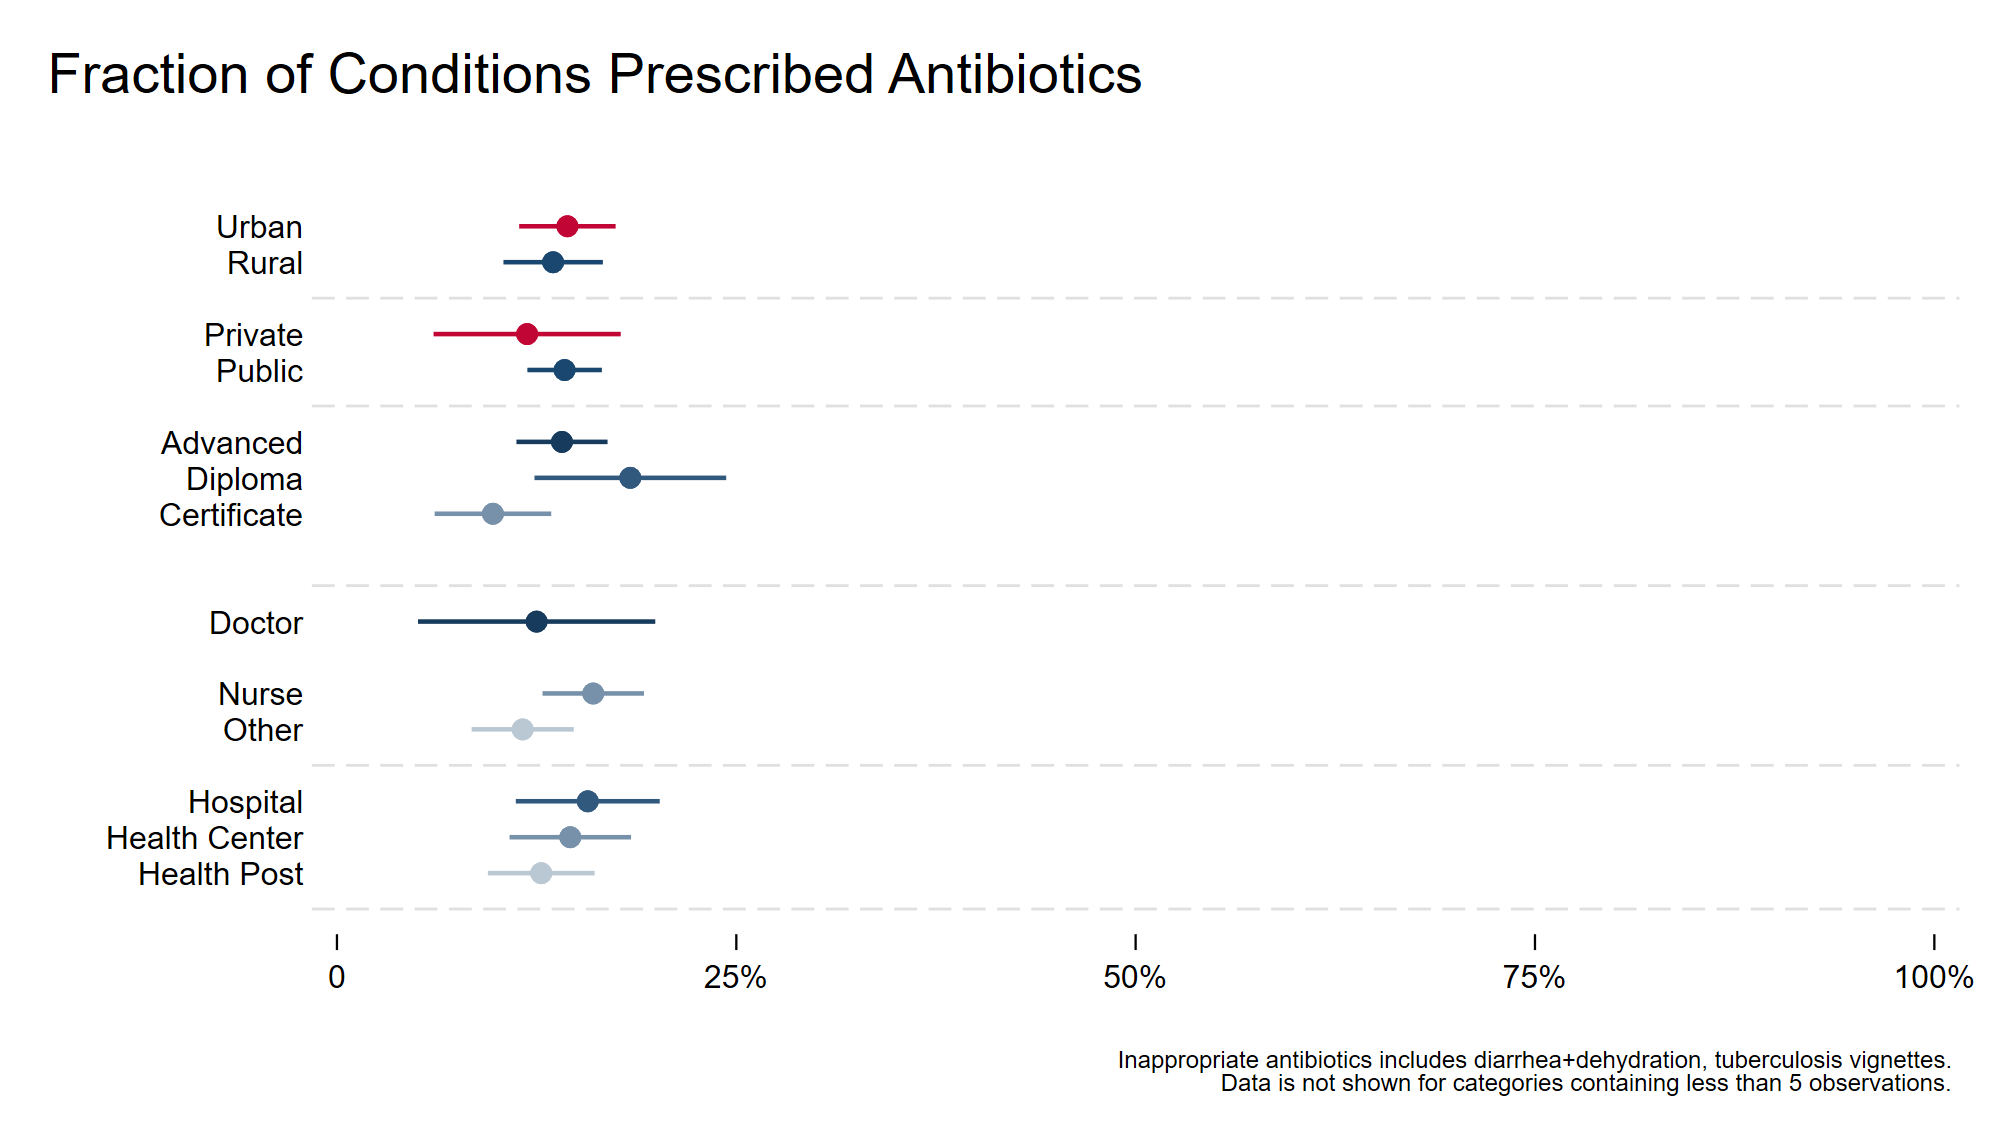 Fraction of Conditions Prescribed Antibiotics
Urban
Rural
Private
Public
Advanced
Diploma
Certificate
Doctor
Nurse
Other
Hospital
Health Center
Health Post
0 25% 50% 75% 100%
Inappropriate antibiotics includes diarrhea+dehydration, tuberculosis vignettes.
Data is not shown for categories containing less than 5 observations.